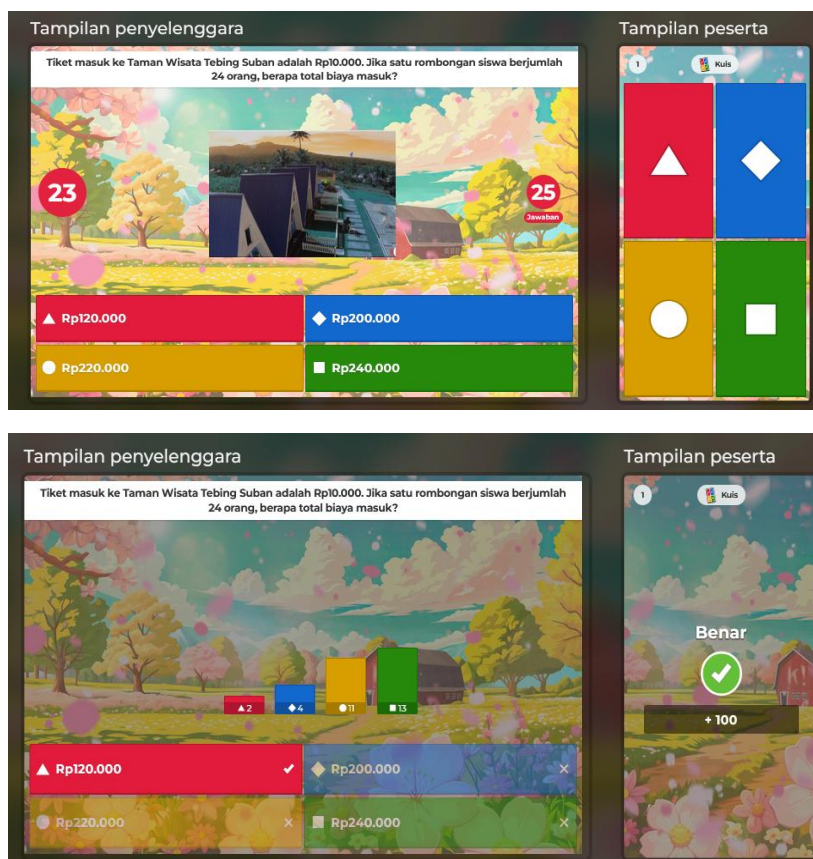 Tampilan penyelenggara
Tampilan peserta
Tiket masuk ke Taman Wisata Tebing Suban adalah Rp10.000. Jika satu rombongan siswa berjumlah
24 orang, berapa total biaya masuk?
1
Kuis
23
25
Jawaban
Rp120.000
Rp200.000
Rp220.000
Rp240.000
Tampilan penyelenggara
Tampilan peserta
Tiket masuk ke Taman Wisata Tebing Suban adalah Rp10.000. Jika satu rombongan siswa berjumlah
24 orang, berapa total biaya masuk?
1
Kuis
Benar
+ 100
2
4
11
13
Rp120.000
Rp200.000
Rp220.000
Rp240.000